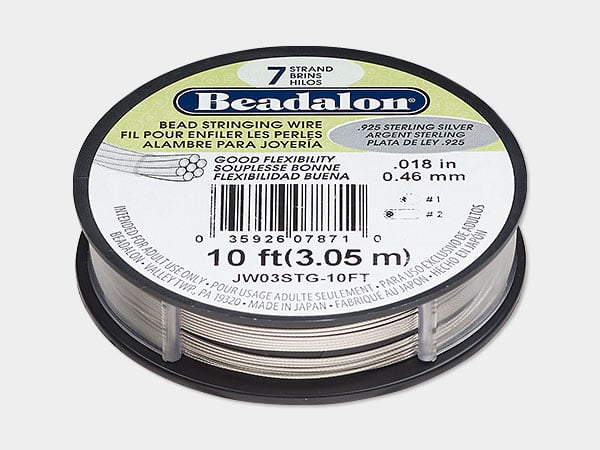 7 STRAND
BRINS
HILOS
Beadalon®
BEAD STRINGING WIRE
FIL POUR ENFILER LES PERLES
ALAMBRE PARA JOYERÍA
.925 STERLING SILVER
ARGENT STERLING
PLATA DE LEY .925
GOOD FLEXIBILITY
SOUPLESSE BONNE
FLEXIBILIDAD BUENA
.018 in
0.46 mm
#1
#2
0 35926 07871 0
10 ft(3.05 m)
JW03STG-10FT
INTENDED FOR ADULT USE ONLY • POUR USAGE ADULTE SEULEMENT • PARA USO EXCLUSIVO DE ADULTOS
BEADALON, VALLEY TWP. PA 19320 • MADE IN JAPAN • FABRIQUE AU JAPON • HECHO EN JAPÓN